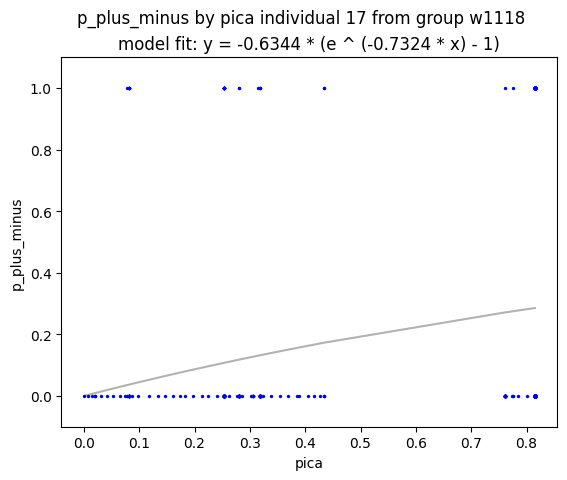 p_plus_minus by pica individual 17 from group w1118
model fit: y = -0.6344 * (e ^ (-0.7324 * x) - 1)
1.0
0.8
0.6
0.4
0.2
0.0
p_plus_minus
0.0 0.1 0.2 0.3 0.4 0.5 0.6 0.7 0.8
pica